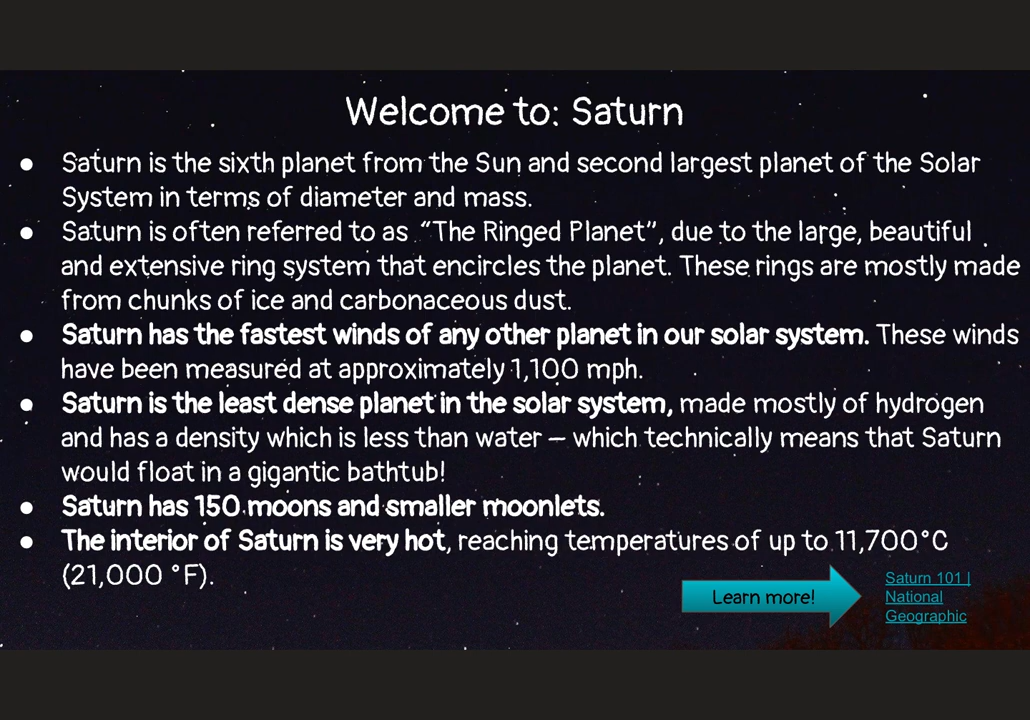 Welcome to: Saturn
● Saturn is the sixth planet from the Sun and second largest planet of the Solar
System in terms of diameter and mass.
● Saturn is often referred to as “The Ringed Planet”, due to the large, beautiful
and extensive ring system that encircles the planet. These rings are mostly made
from chunks of ice and carbonaceous dust.
● Saturn has the fastest winds of any other planet in our solar system. These winds
have been measured at approximately 1,100 mph.
● Saturn is the least dense planet in the solar system, made mostly of hydrogen
and has a density which is less than water – which technically means that Saturn
would float in a gigantic bathtub!
● Saturn has 150 moons and smaller moonlets.
● The interior of Saturn is very hot, reaching temperatures of up to 11,700°C
(21,000 °F).
Learn more!
Saturn 101 |
National
Geographic